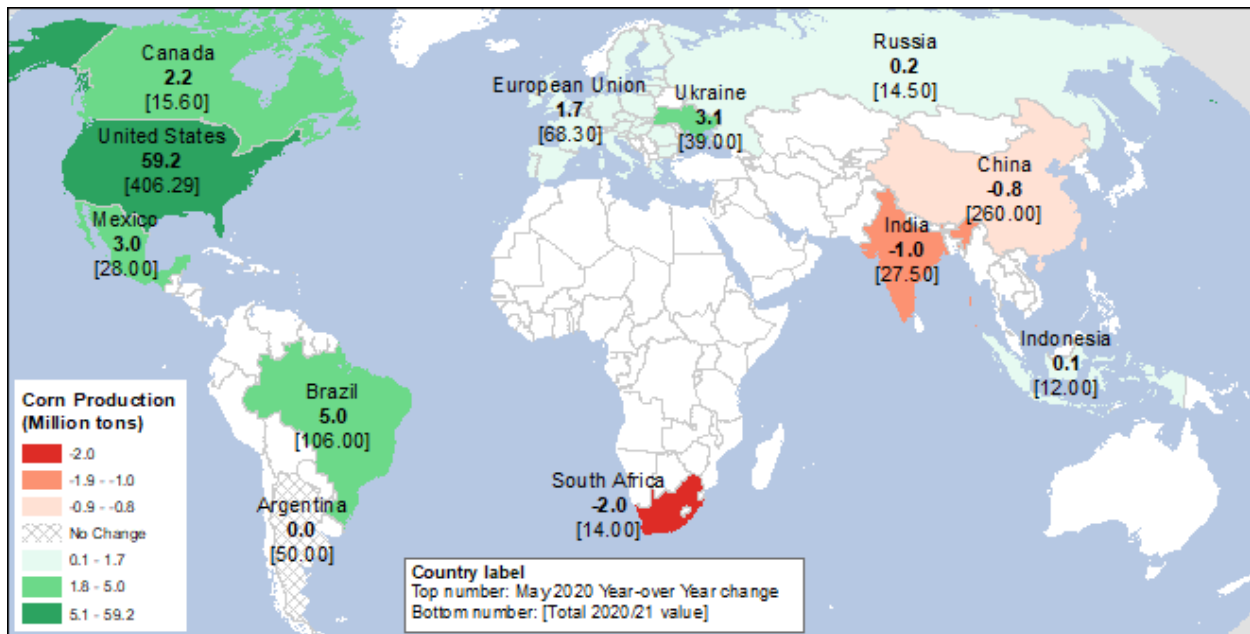 Canada
2.2
[15.60]
United States
59.2
[406.29]
Mexico
3.0
[28.00]
Brazil
5.0
[106.00]
Argentina
0.0
[50.00]
European Union
1.7
[68.30]
Ukraine
3.1
[39.00]
Russia
0.2
[14.50]
China
-0.8
[260.00]
India
-1.0
[27.50]
Indonesia
0.1
[12.00]
South Africa
-2.0
[14.00]
Corn Production
(Million tons)
-2.0
-1.9 - -1.0
-0.9 - -0.8
No Change
0.1 - 1.7
1.8 - 5.0
5.1 - 59.2
Country label
Top number: May 2020 Year-over Year change
Bottom number: [Total 2020/21 value]